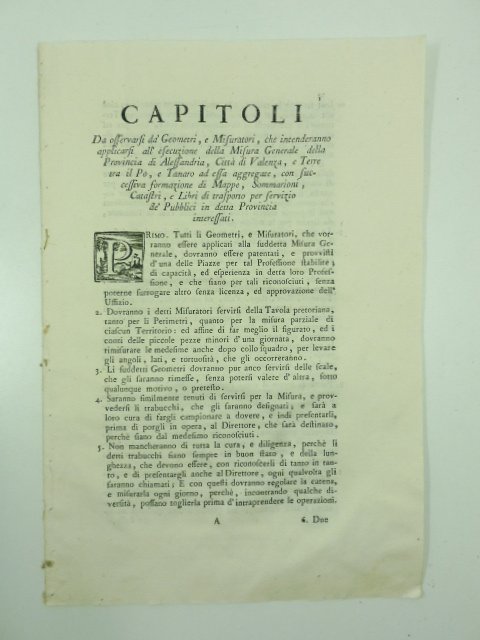 CAPITOLI
Da osservarsi da' Geometri, e Misuratori, che intenderanno
applicarsi all' esecuzione della Misura Generale della
Provincia di Alessandria, Città di Valenza, e Terre
tra il Po, e Tanaro ad essa aggregate, con suc-
cessiva formazione di Mappe, Sommarioni,
Catastri, e Libri di trasporto per servizio
de' Pubblici in detta Provincia
interessati.
PRIMO. Tutti li Geometri, e Misuratori, che vor-
ranno essere applicati alla suddetta Misura Ge-
nerale, dovranno essere patentati, e provvisti
d'una delle Piazze per tal Professione stabilite,
di capacità, ed esperienza in detta loro Profes-
sione, e che siano per tali riconosciuti, senza
poterne surrogare altro senza licenza, ed approvazione dell'
Uffizio.
2. Dovranno i detti Misuratori servirsi della Tavola pretoriana,
tanto per li Perimetri, quanto per la misura parziale di
ciascun Territorio: ed affine di far meglio il figurato, ed i
conti delle piccole pezze minori d'una giornata, dovranno
rimisurare le medesime anche dopo collo squadro, per levare
gli angoli, lati, e tortuosità, che gli occorreranno.
3. Li suddetti Geometri dovranno pur anco servirsi delle scale,
che gli saranno rimesse, senza potersi valere d'altra, sotto
qualunque motivo, o pretesto.
4. Saranno similmente tenuti di servirsi per la Misura, e prov-
vedersi li trabucchi, che gli saranno designati, e sarà a
loro cura di fargli campionare a dovere, e indi presentarli,
prima di porgli in opera, al Direttore, che sarà destinato,
perchè siano dal medesimo riconosciuti.
5. Non mancheranno di tutta la cura, e diligenza, perchè li
detti trabucchi siano sempre in buon stato, e della lun-
ghezza, che devono essere, con riconoscerli di tanto in tan-
to, e di presentargli anche al Direttore, ogni qualvolta gli
saranno chiamati, E con questi dovranno regolare la catena,
e misurarla ogni giorno, perchè, incontrando qualche di-
versità, possano toglierla prima d'intraprendere le operazioni.
A 6. Dov